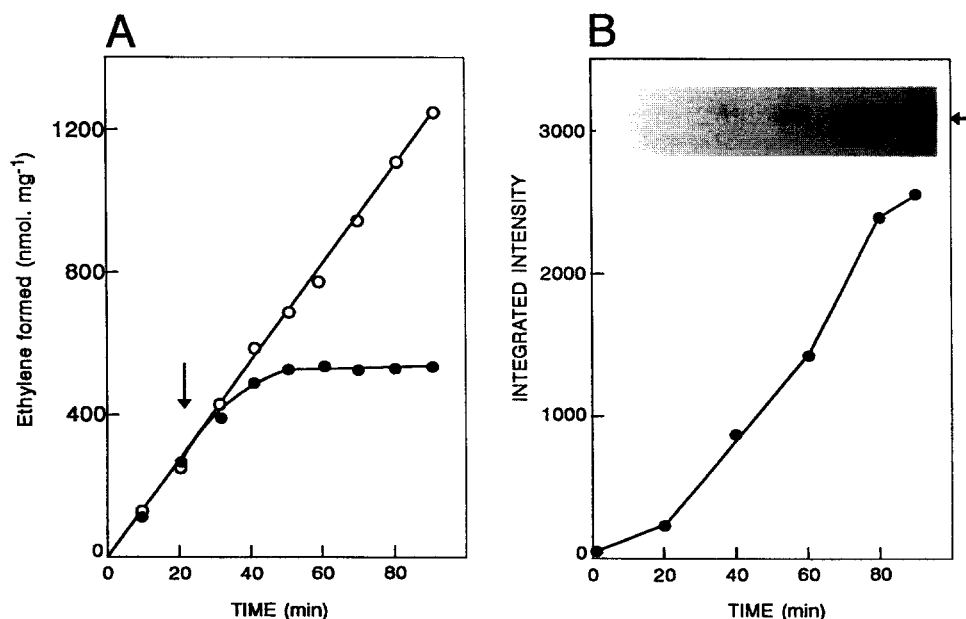 A
Ethylene formed (nmol. mg⁻¹)
1200
800
400
0
0 20 40 60 80
TIME (min)
B
INTEGRATED INTENSITY
3000
2000
1000
0
0 20 40 60 80
TIME (min)